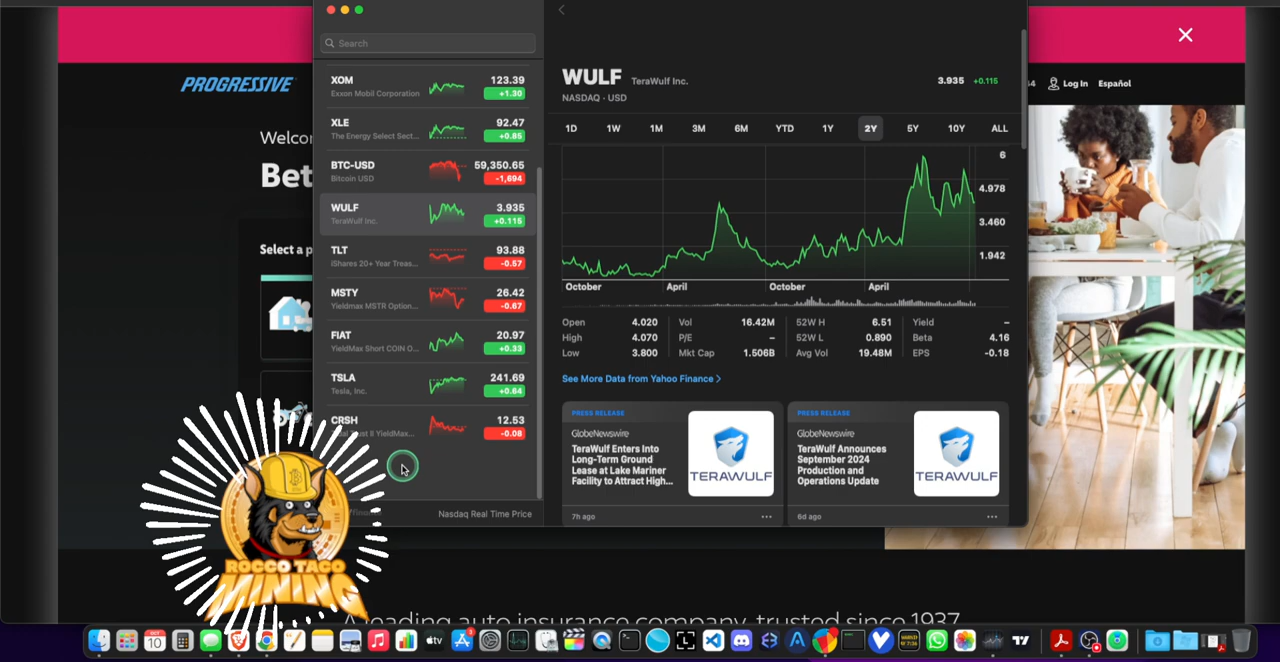 PROGRESSIVE
Log In
Español
Welcom
Bet
Select a p
Search
XOM
123.39
Exxon Mobil Corporation
+1.30
XLE
92.47
The Energy Select Sect...
+0.85
BTC-USD
59,350.65
Bitcoin USD
-1,694
WULF
3.935
TeraWulf Inc.
+0.115
TLT
93.88
iShares 20+ Year Treas...
-0.57
MSTY
26.42
Yieldmax MSTR Option...
-0.67
FIAT
20.97
YieldMax Short COIN O...
+0.33
TSLA
241.69
Tesla, Inc.
+0.64
CRSH
12.53
YieldMax...
-0.08
Nasdaq Real Time Price
WULF TeraWulf Inc.
3.935 +0.115
NASDAQ · USD
1D 1W 1M 3M 6M YTD 1Y 2Y 5Y 10Y ALL
6
4.978
3.460
1.942
October April October April
Open 4.020 Vol 16.42M 52W H 6.51 Yield –
High 4.070 P/E – 52W L 0.890 Beta 4.16
Low 3.800 Mkt Cap 1.506B Avg Vol 19.48M EPS -0.18
See More Data from Yahoo Finance >
PRESS RELEASE
GlobeNewswire
TeraWulf Enters Into
Long-Term Ground
Lease at Lake Mariner
Facility to Attract High...
TERAWULF
7h ago
PRESS RELEASE
GlobeNewswire
TeraWulf Announces
September 2024
Production and
Operations Update
TERAWULF
6d ago
ROCCO TACO
MINING
A leading auto insurance company, trusted since 1937
OCT
10
tv